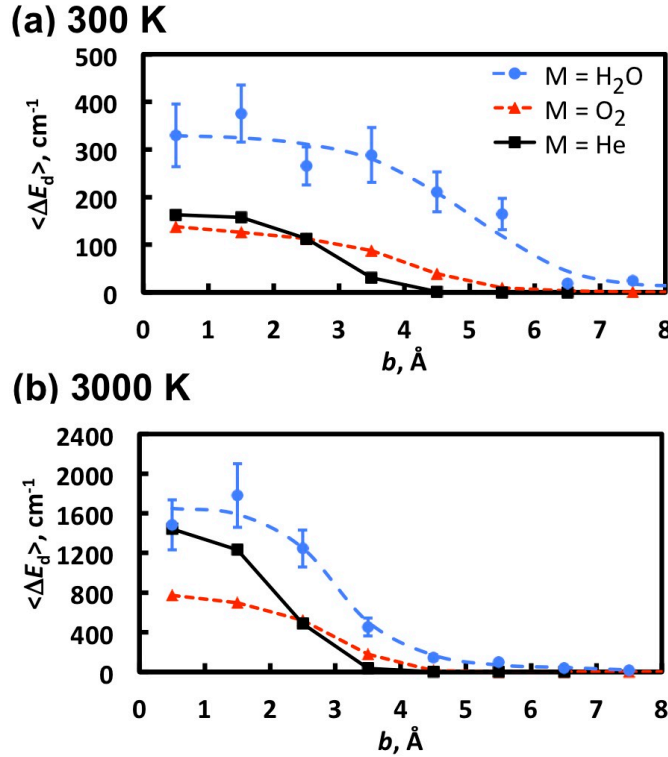 (a) 300 K
500
400
300
200
100
0
<ΔE_d>, cm⁻¹
M = H₂O
M = O₂
M = He
0 1 2 3 4 5 6 7 8
b, Å
(b) 3000 K
2400
2000
1600
1200
800
400
0
<ΔE_d>, cm⁻¹
0 1 2 3 4 5 6 7 8
b, Å